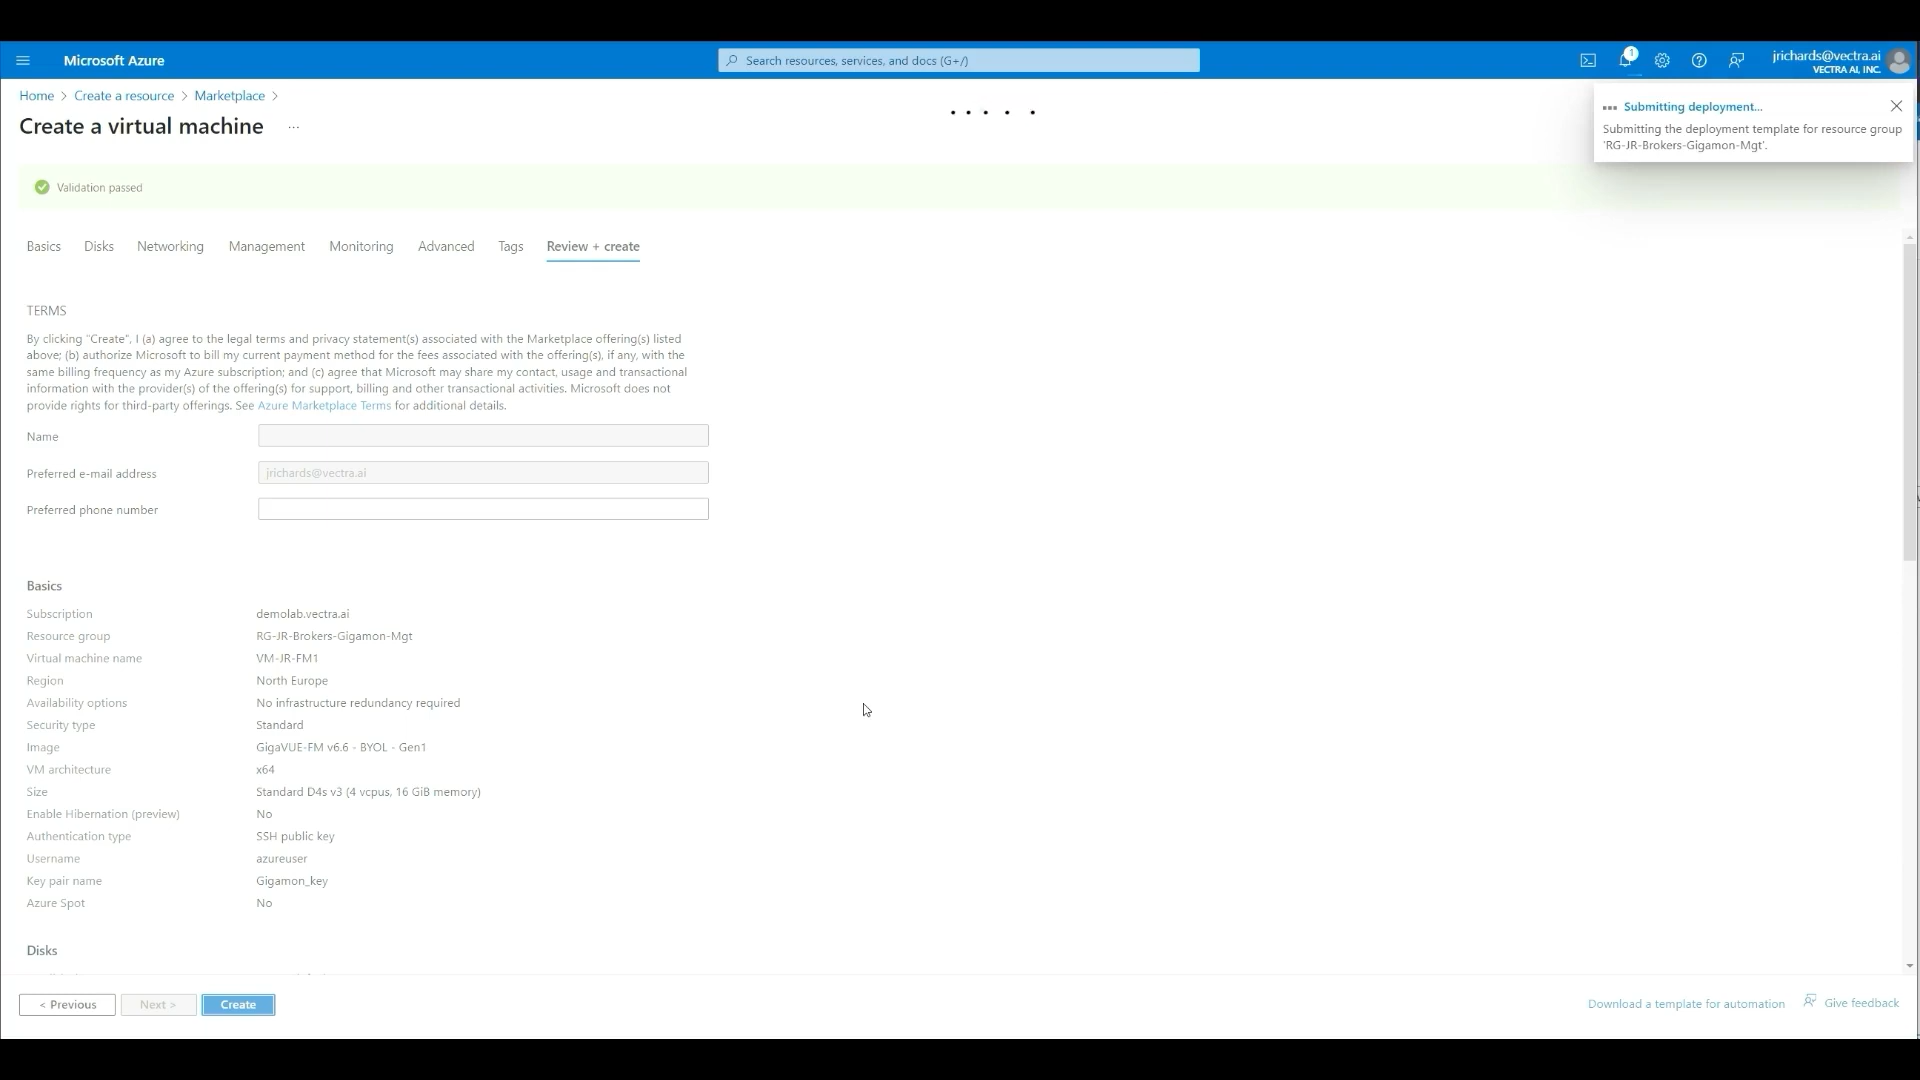 Microsoft Azure
Search resources, services, and docs (G+/)
1
jrichards@vectra.ai
VECTRA AI, INC.
Home > Create a resource > Marketplace >
Create a virtual machine ...
Submitting deployment...
Submitting the deployment template for resource group
'RG-JR-Brokers-Gigamon-Mgt'.
Validation passed
Basics Disks Networking Management Monitoring Advanced Tags Review + create
TERMS
By clicking "Create", I (a) agree to the legal terms and privacy statement(s) associated with the Marketplace offering(s) listed
above; (b) authorize Microsoft to bill my current payment method for the fees associated with the offering(s), if any, with the
same billing frequency as my Azure subscription; and (c) agree that Microsoft may share my contact, usage and transactional
information with the provider(s) of the offering(s) for support, billing and other transactional activities. Microsoft does not
provide rights for third-party offerings. See Azure Marketplace Terms for additional details.
Name
Preferred e-mail address jrichards@vectra.ai
Preferred phone number
Basics
Subscription demolab.vectra.ai
Resource group RG-JR-Brokers-Gigamon-Mgt
Virtual machine name VM-JR-FM1
Region North Europe
Availability options No infrastructure redundancy required
Security type Standard
Image GigaVUE-FM v6.6 - BYOL - Gen1
VM architecture x64
Size Standard D4s v3 (4 vcpus, 16 GiB memory)
Enable Hibernation (preview) No
Authentication type SSH public key
Username azureuser
Key pair name Gigamon_key
Azure Spot No
Disks
< Previous Next > Create
Download a template for automation Give feedback